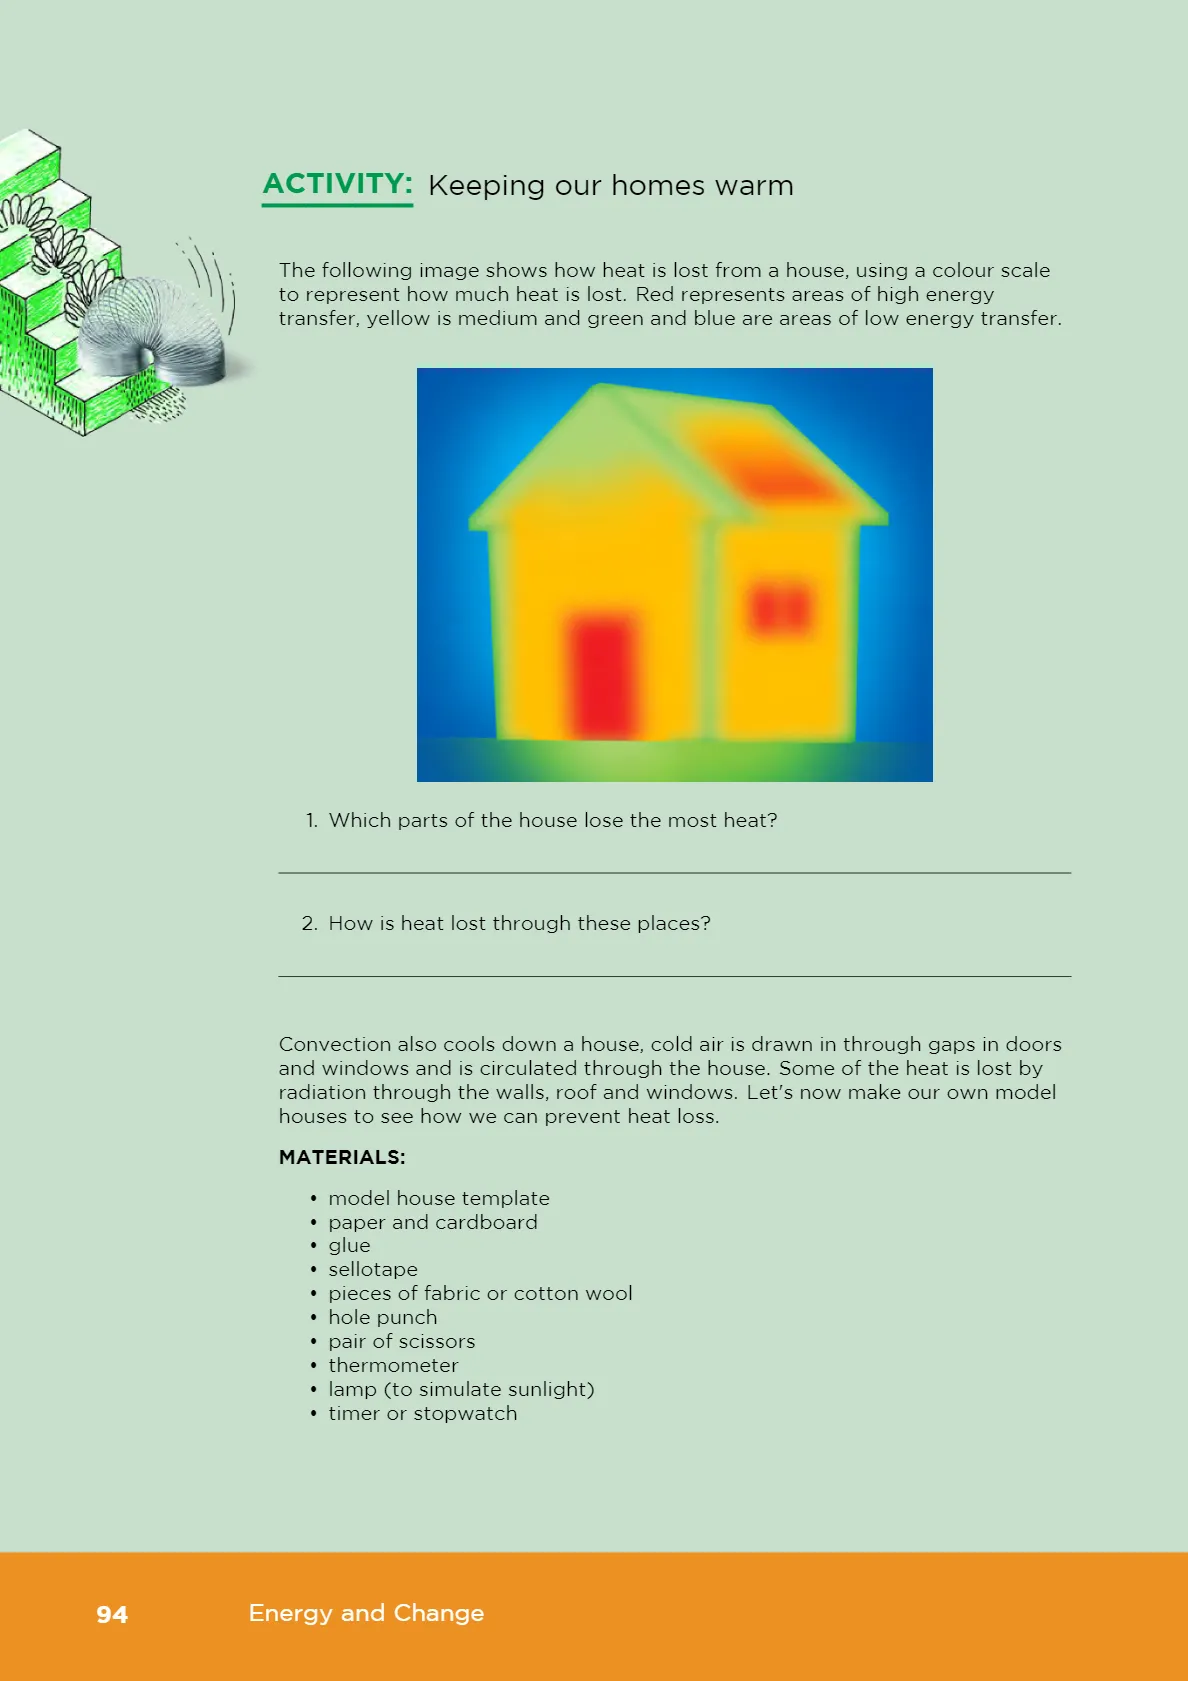 ACTIVITY: Keeping our homes warm
The following image shows how heat is lost from a house, using a colour scale
to represent how much heat is lost. Red represents areas of high energy
transfer, yellow is medium and green and blue are areas of low energy transfer.
1. Which parts of the house lose the most heat?
2. How is heat lost through these places?
Convection also cools down a house, cold air is drawn in through gaps in doors
and windows and is circulated through the house. Some of the heat is lost by
radiation through the walls, roof and windows. Let's now make our own model
houses to see how we can prevent heat loss.
MATERIALS:
• model house template
• paper and cardboard
• glue
• sellotape
• pieces of fabric or cotton wool
• hole punch
• pair of scissors
• thermometer
• lamp (to simulate sunlight)
• timer or stopwatch
94 Energy and Change